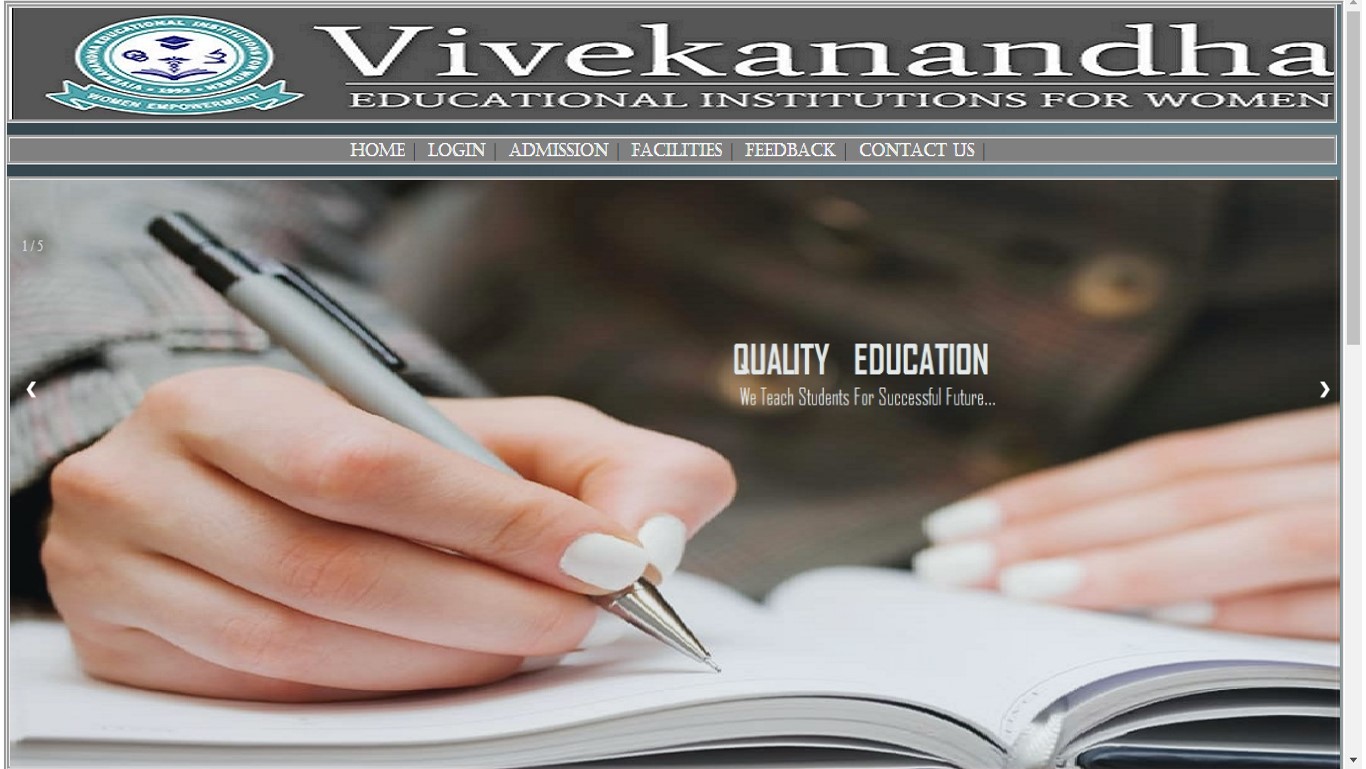 VIVEKANANDHA EDUCATIONAL INSTITUTIONS FOR WOMEN
1992
WOMEN EMPOWERMENT
Vivekanandha
EDUCATIONAL INSTITUTIONS FOR WOMEN
HOME | LOGIN | ADMISSION | FACILITIES | FEEDBACK | CONTACT US |
1 / 5
QUALITY EDUCATION
We Teach Students For Successful Future...